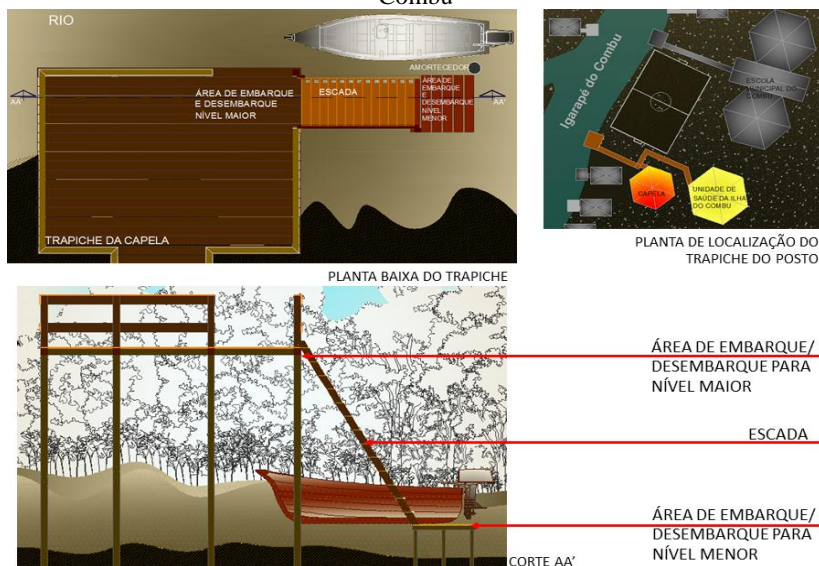 Combu
RIO
AMORTECEDOR
ÁREA DE EMBARQUE
E DESEMBARQUE
NÍVEL MAIOR
ESCADA
ÁREA DE
EMBARQUE
E
DESEMBARQUE
NÍVEL
MENOR
AA'
AA'
TRAPICHE DA CAPELA
Igarapé do Combu
ESCOLA
MUNICIPAL DO
COMBU
CAPELA
UNIDADE DE
SAÚDE DA ILHA
DO COMBU
PLANTA DE LOCALIZAÇÃO DO
TRAPICHE DO POSTO
PLANTA BAIXA DO TRAPICHE
ÁREA DE EMBARQUE/
DESEMBARQUE PARA
NÍVEL MAIOR
ESCADA
ÁREA DE EMBARQUE/
DESEMBARQUE PARA
NÍVEL MENOR
CORTE AA'